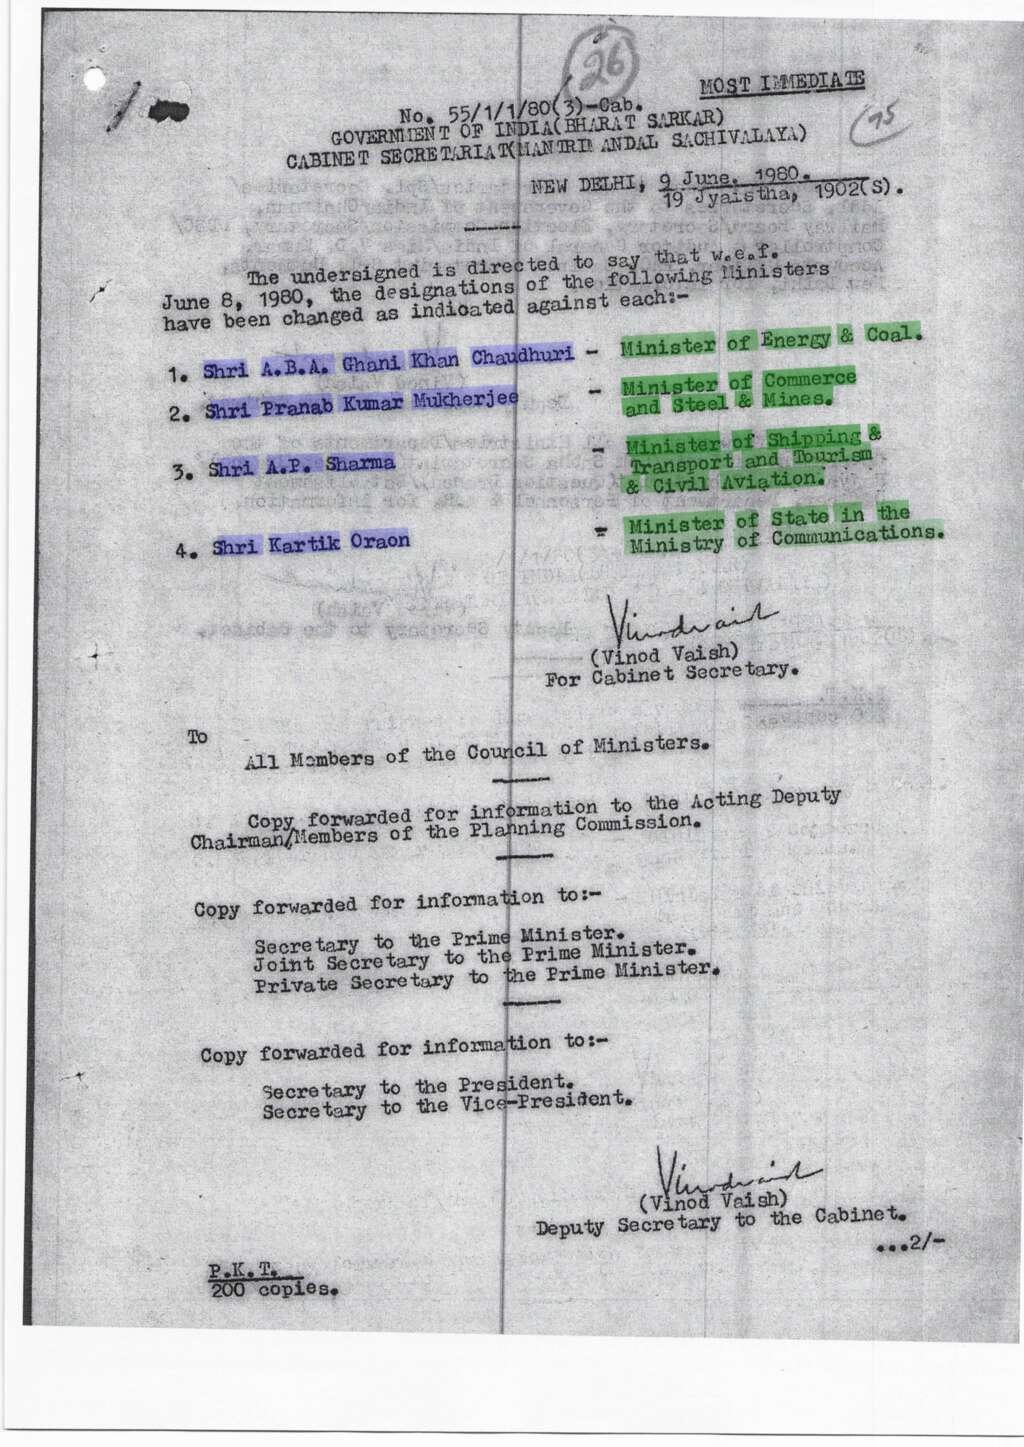 26
MOST IMMEDIATE
No. 55/1/1/80(3)-Cab.
GOVERNMENT OF INDIA(BHARAT SARKAR)
CABINET SECRETARIAT(MANTRI MANDAL SACHIVALAYA)
NEW DELHI, 9 June, 1980.
19 Jyaistha, 1902(S).
The undersigned is directed to say that w.e.f.
June 8, 1980, the designations of the following Ministers
have been changed as indicated against each:-
1. Shri A.B.A. Ghani Khan Chaudhuri - Minister of Energy & Coal.
2. Shri Pranab Kumar Mukherjee - Minister of Commerce
and Steel & Mines.
3. Shri A.P. Sharma - Minister of Shipping &
Transport and Tourism
& Civil Aviation.
4. Shri Kartik Oraon - Minister of State in the
Ministry of Communications.
(Vinod Vaish)
For Cabinet Secretary.
To
All Members of the Council of Ministers.
Copy forwarded for information to the Acting Deputy
Chairman/Members of the Planning Commission.
Copy forwarded for information to:-
Secretary to the Prime Minister.
Joint Secretary to the Prime Minister.
Private Secretary to the Prime Minister.
Copy forwarded for information to:-
Secretary to the President.
Secretary to the Vice-President.
(Vinod Vaish)
Deputy Secretary to the Cabinet.
...2/-
P.K.T.
200 copies.